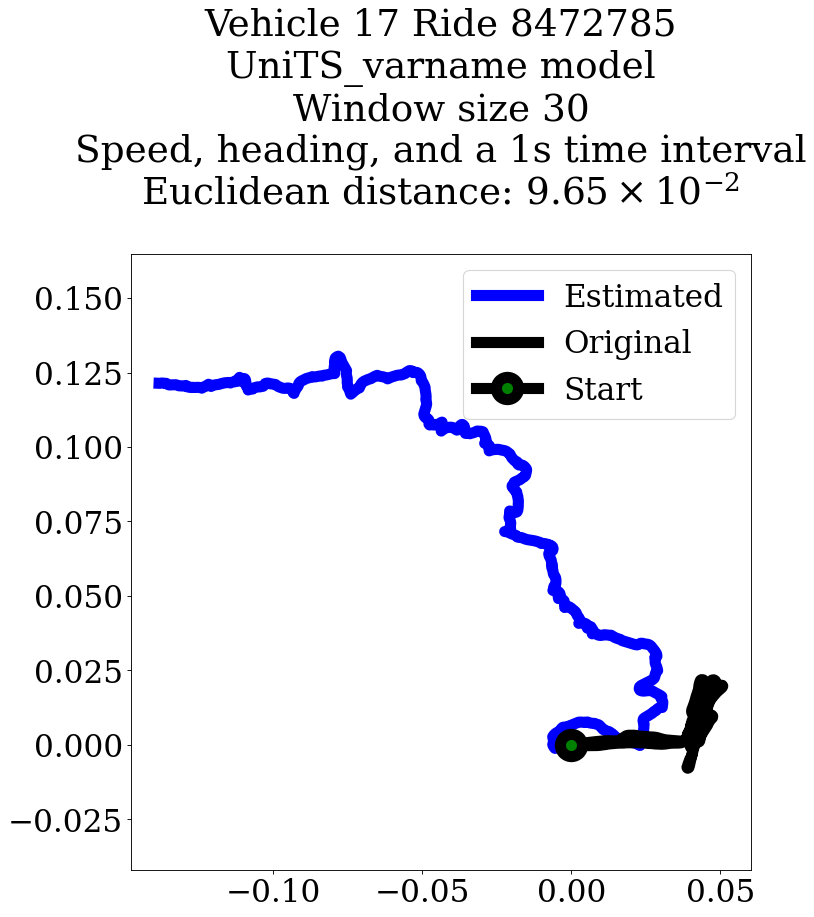 Vehicle 17 Ride 8472785
UniTS_varname model
Window size 30
Speed, heading, and a 1s time interval
Euclidean distance: 9.65 × 10⁻²
Estimated
Original
Start
0.150
0.125
0.100
0.075
0.050
0.025
0.000
−0.025
−0.10 −0.05 0.00 0.05